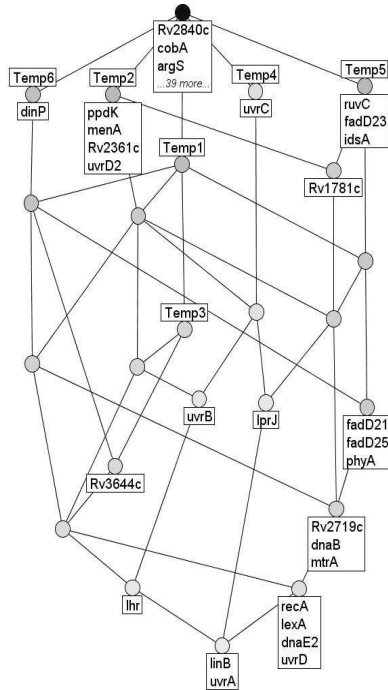 Rv2840c
cobA
argS
...39 more...
Temp6
Temp2
Temp4
Temp5
dinP
ppdK
menA
Rv2361c
uvrD2
uvrC
ruvC
fadD23
idsA
Temp1
Rv1781c
Temp3
uvrB
lprJ
fadD21
fadD25
phyA
Rv3644c
Rv2719c
dnaB
mtrA
lhr
recA
lexA
dnaE2
uvrD
linB
uvrA